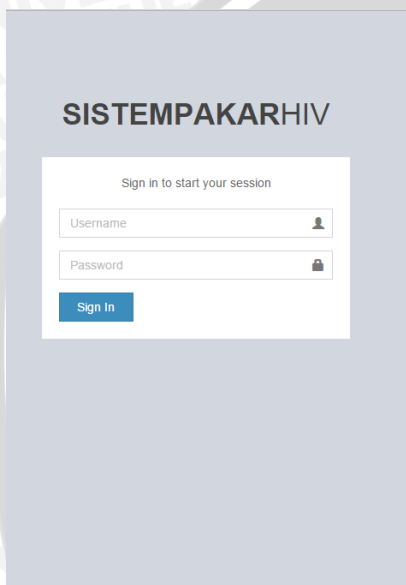 SISTEMPAKARHIV
Sign in to start your session
Username
Password
Sign In